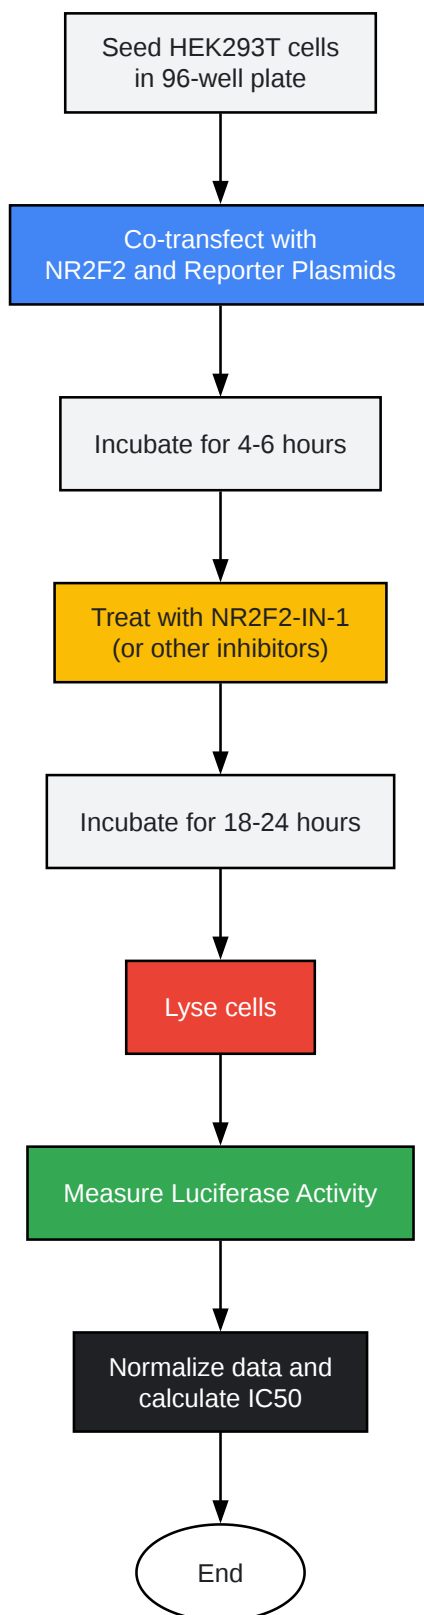 Seed HEK293T cells
in 96-well plate
Co-transfect with
NR2F2 and Reporter Plasmids
Incubate for 4-6 hours
Treat with NR2F2-IN-1
(or other inhibitors)
Incubate for 18-24 hours
Lyse cells
Measure Luciferase Activity
Normalize data and
calculate IC50
End